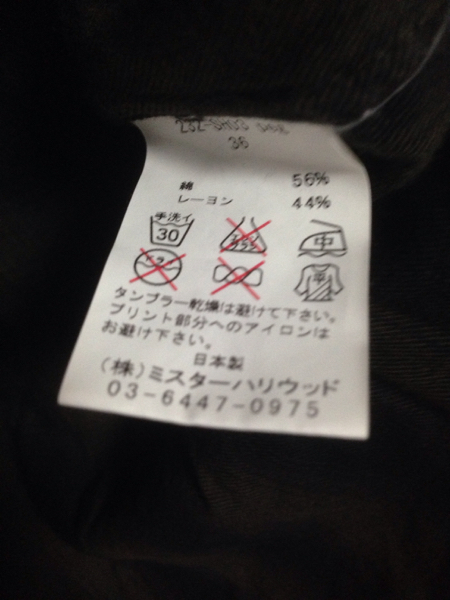 36
綿 56%
レーヨン 44%
手洗イ
30
中
平
タンブラー乾燥は避けて下さい。
プリント部分へのアイロンは
お避け下さい。
日本製
(株)ミスターハリウッド
03-6447-0975